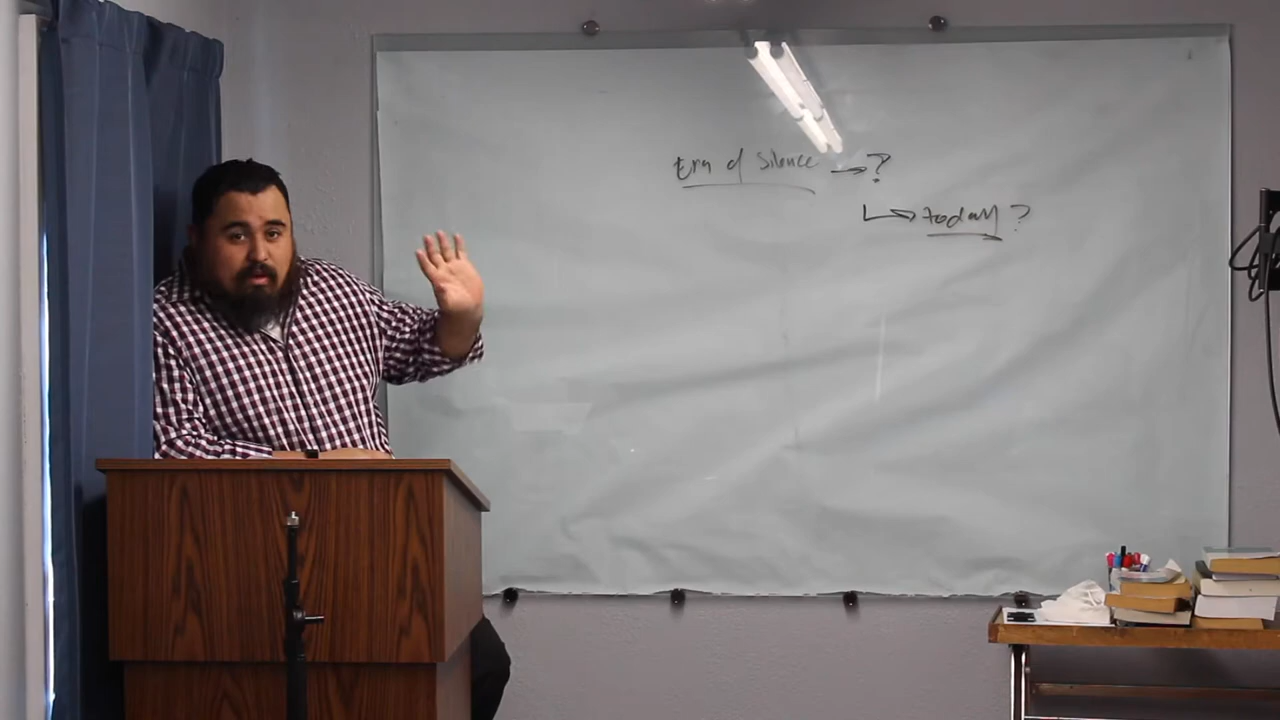 Era of Silence → ?
↳ today ?